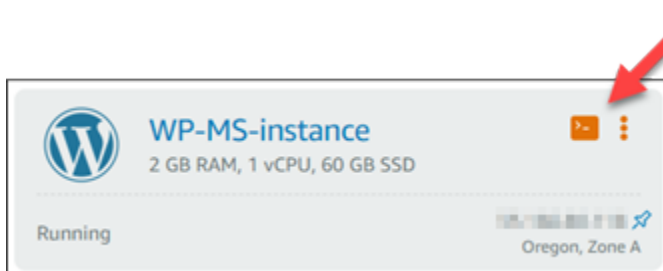 WP-MS-instance
2 GB RAM, 1 vCPU, 60 GB SSD
Running
Oregon, Zone A